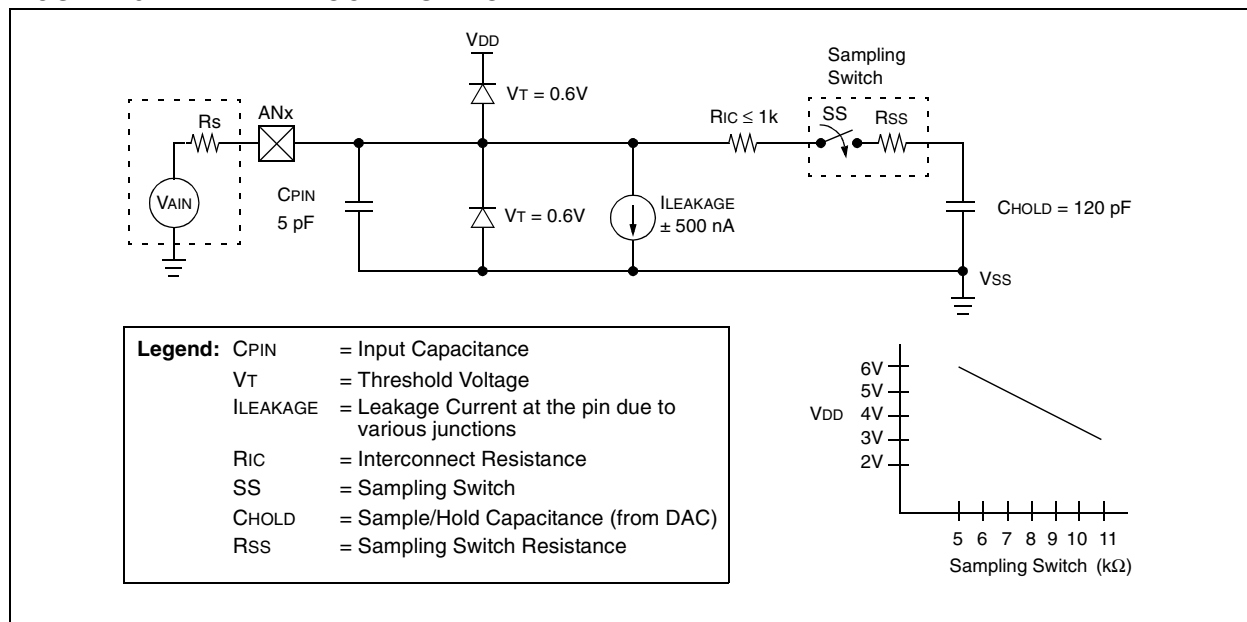 VDD
Sampling
Switch
VT = 0.6V
ANx
RIC ≤ 1k
SS
RSS
Rs
CPIN
5 pF
VAIN
VT = 0.6V
ILEAKAGE
± 500 nA
CHOLD = 120 pF
VSS
Legend: CPIN = Input Capacitance
VT = Threshold Voltage
ILEAKAGE = Leakage Current at the pin due to
various junctions
RIC = Interconnect Resistance
SS = Sampling Switch
CHOLD = Sample/Hold Capacitance (from DAC)
RSS = Sampling Switch Resistance
6V
5V
VDD 4V
3V
2V
5 6 7 8 9 10 11
Sampling Switch (kΩ)